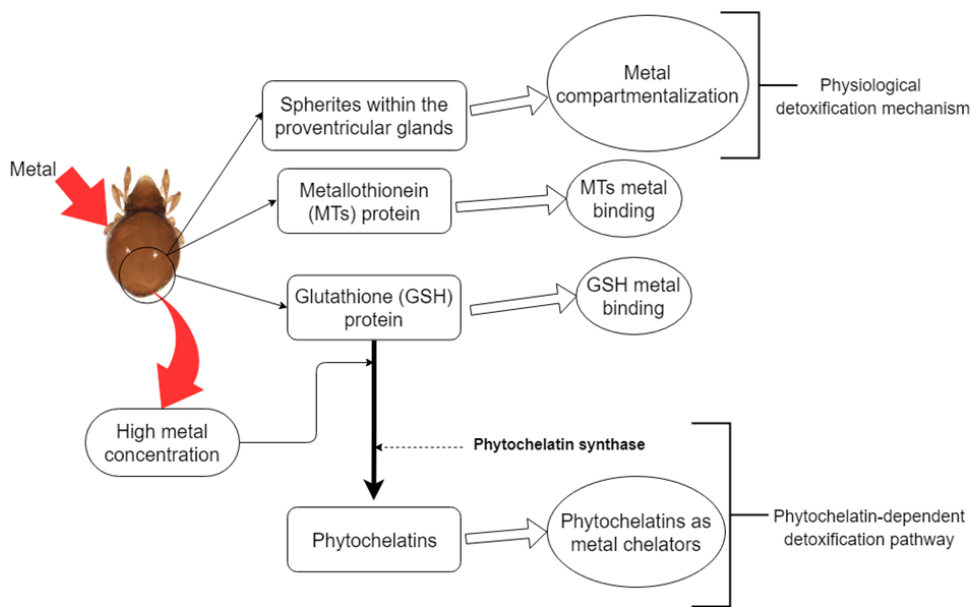 Metal
Spherites within the
proventricular glands
Metal
compartmentalization
Physiological
detoxification mechanism
Metallothionein
(MTs) protein
MTs metal
binding
Glutathione (GSH)
protein
GSH metal
binding
High metal
concentration
Phytochelatin synthase
Phytochelatins
Phytochelatins as
metal chelators
Phytochelatin-dependent
detoxification pathway